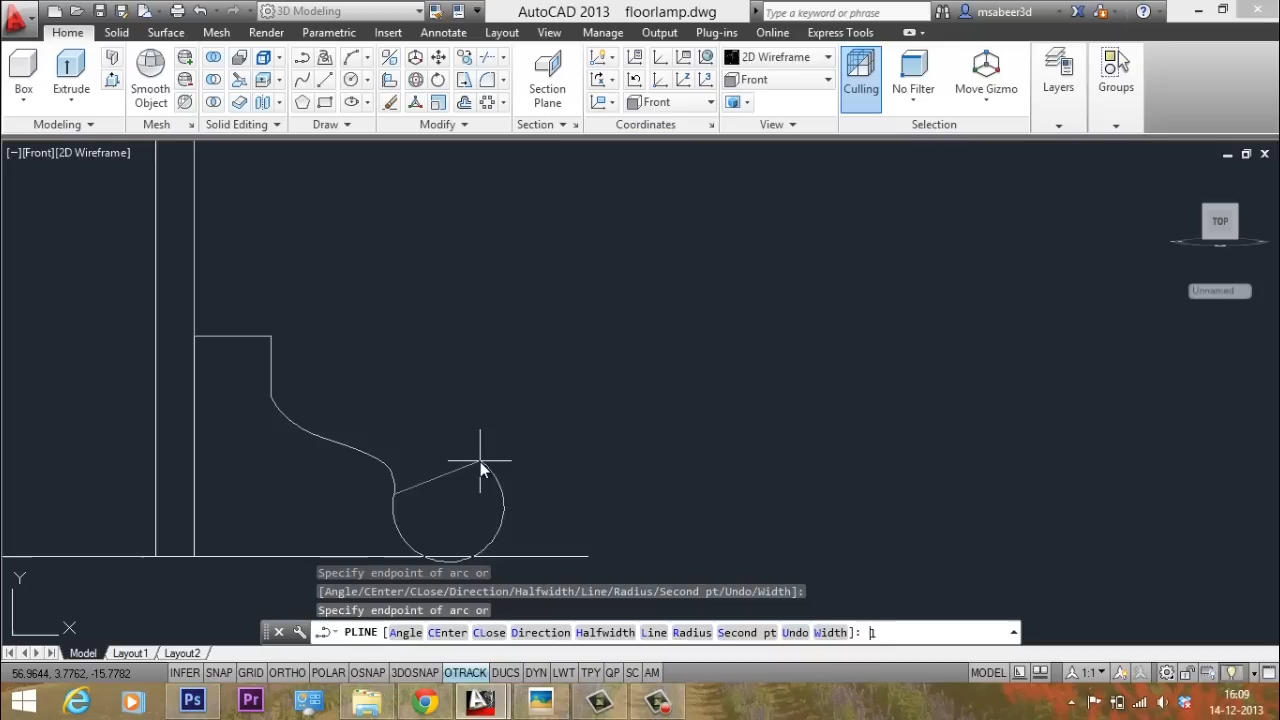 AutoCAD 2013 floorlamp.dwg
3D Modeling
Type a keyword or phrase
msabeer3d
Home Solid Surface Mesh Render Parametric Insert Annotate Layout View Manage Output Plug-ins Online Express Tools
Box Extrude Smooth Object
Section Plane
2D Wireframe
Front
Front
Culling No Filter Move Gizmo Layers Groups
Modeling Mesh Solid Editing Draw Modify Section Coordinates View Selection
[−][Front][2D Wireframe]
TOP
Unnamed
Specify endpoint of arc or
[Angle/CEnter/CLose/Direction/Halfwidth/Line/Radius/Second pt/Undo/Width]:
Specify endpoint of arc or
PLINE [Angle CEnter CLose Direction Halfwidth Line Radius Second pt Undo Width]: l
Y
X
Model Layout1 Layout2
56.9644, 3.7762, -15.7782 INFER SNAP GRID ORTHO POLAR OSNAP 3DOSNAP OTRACK DUCS DYN LWT TPY QP SC AM MODEL 1:1
Ps Pr
16:09
14-12-2013